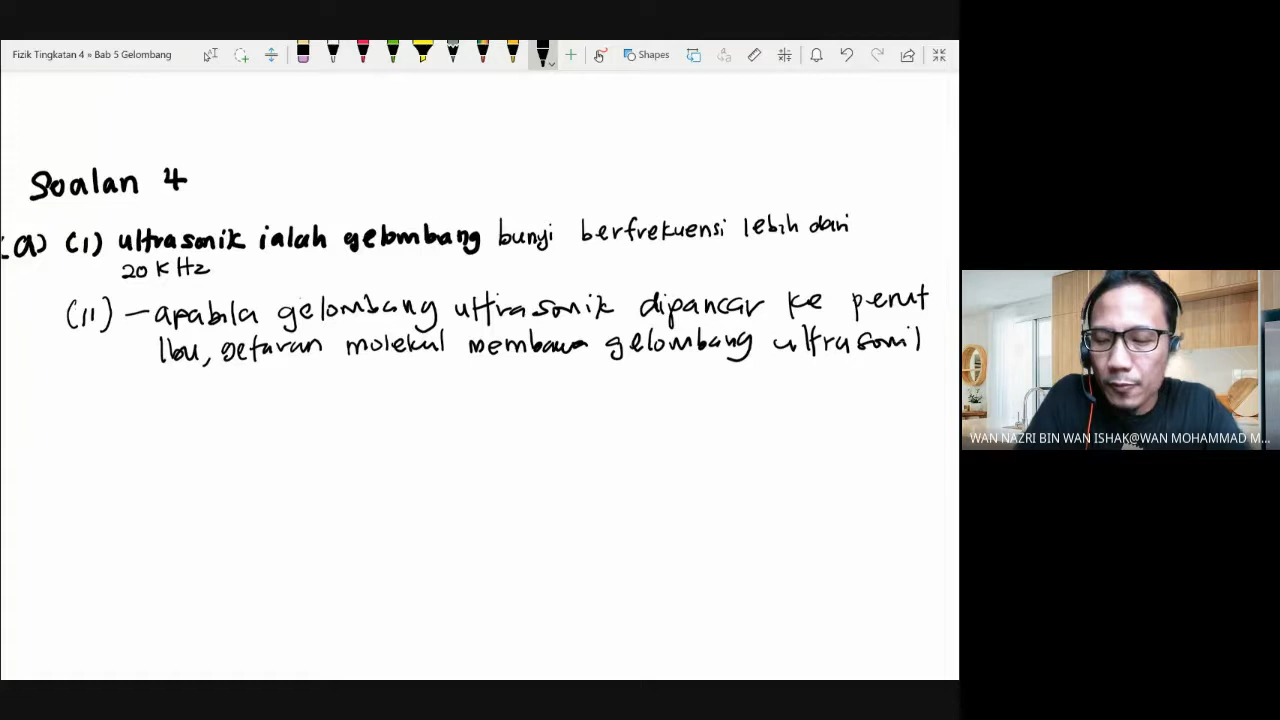 Fizik Tingkatan 4 » Bab 5 Gelombang
Shapes
Soalan 4
(a) (i) ultrasonik ialah gelombang bunyi berfrekuensi lebih dari
20 kHz
(ii) - apabila gelombang ultrasonik dipancar ke perut
Ibu, getaran molekul membawa gelombang ultrasonik
WAN NAZRI BIN WAN ISHAK@WAN MOHAMMAD M...